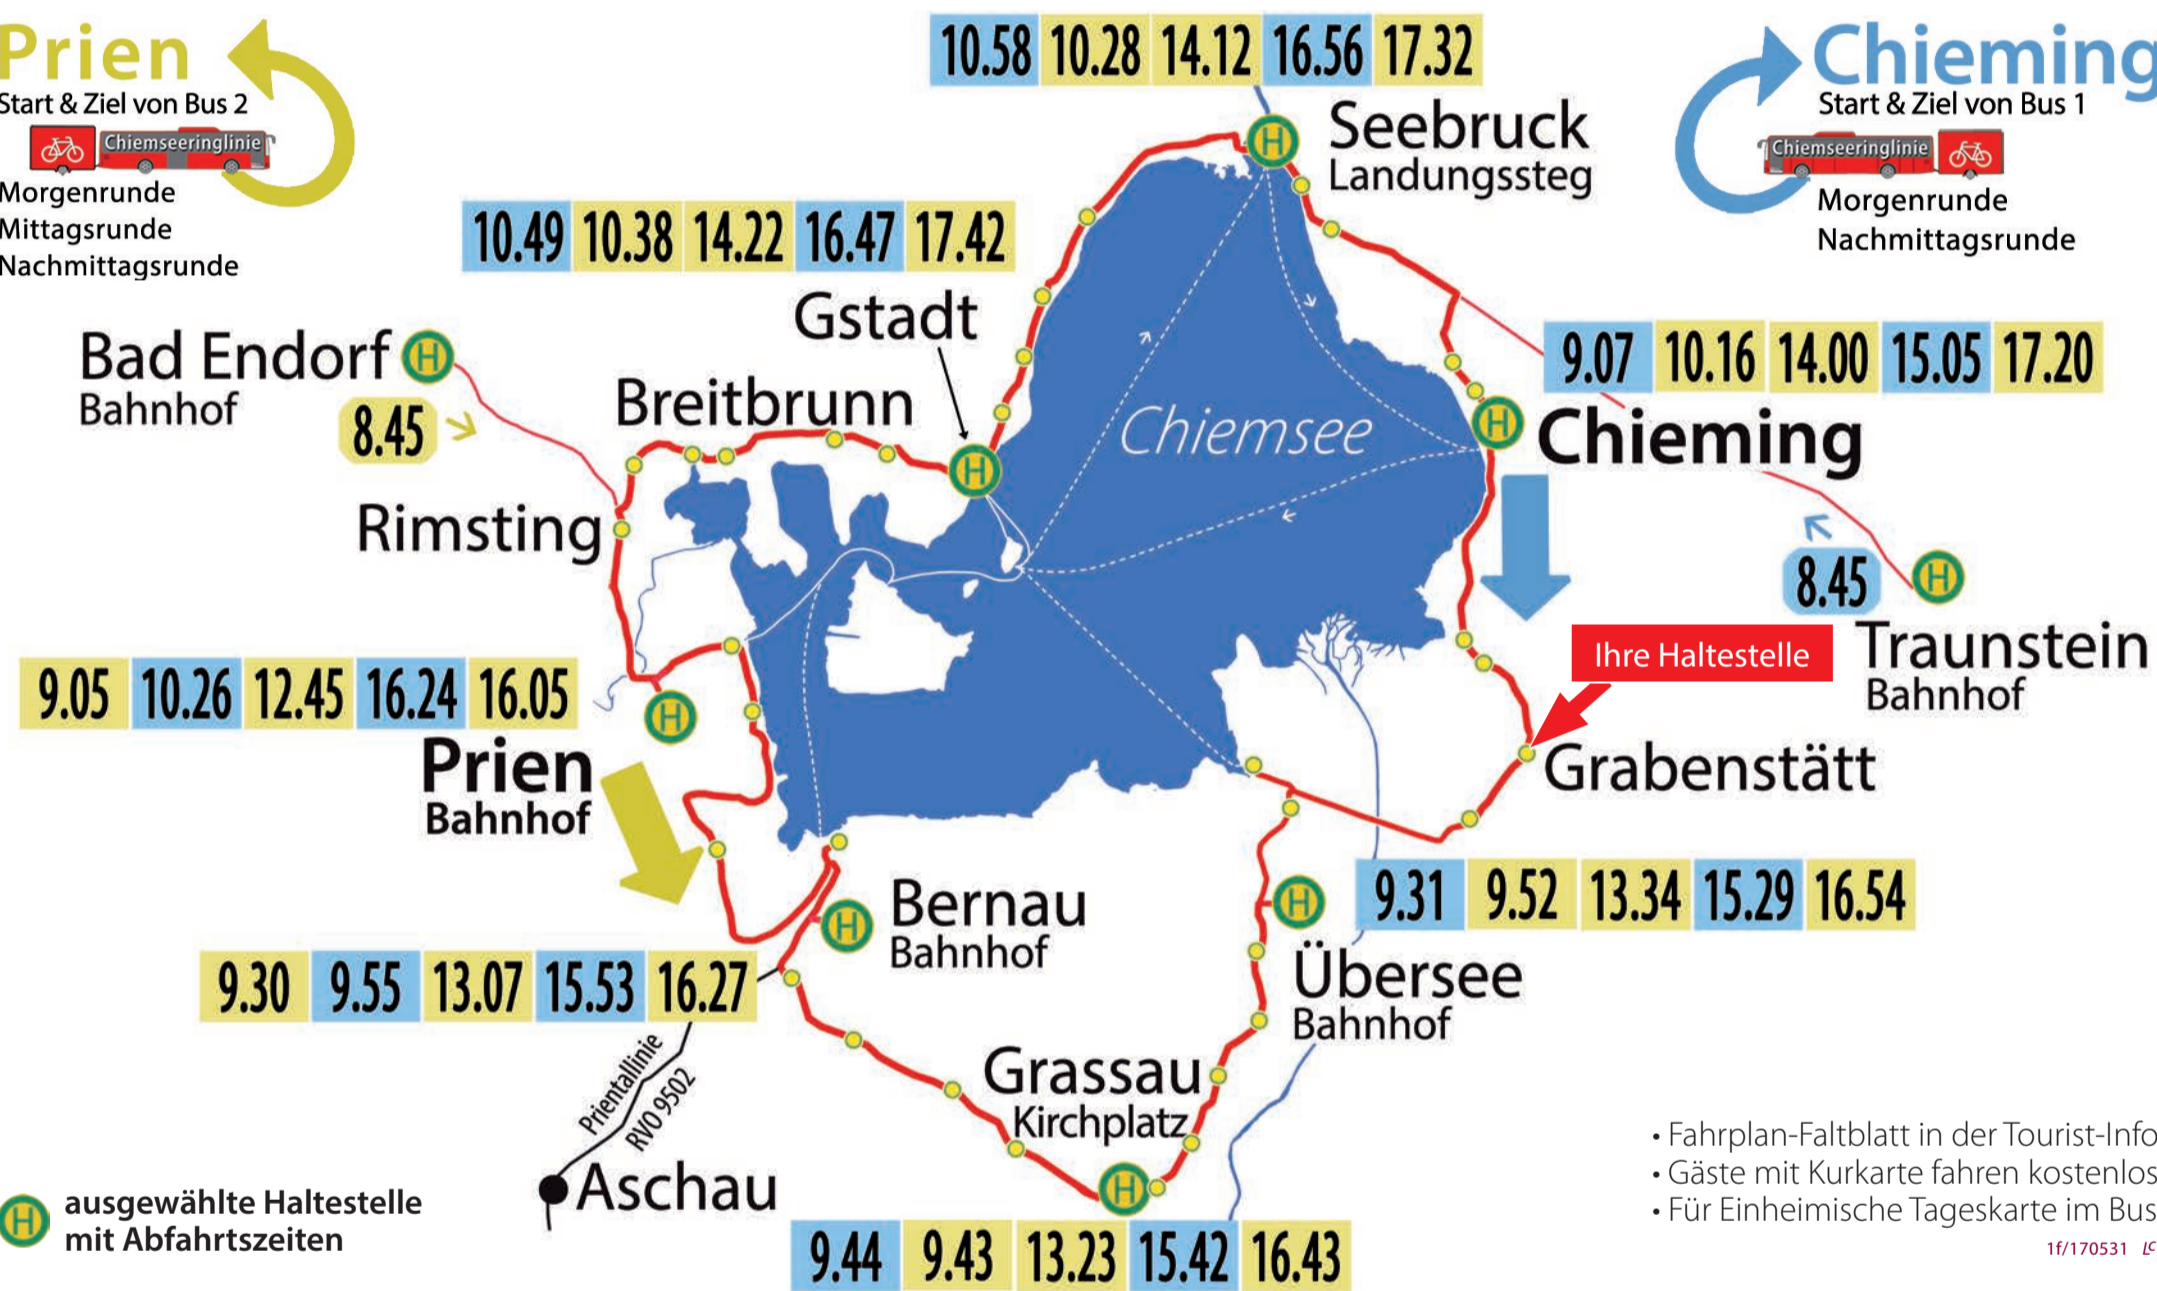 Prien
Start & Ziel von Bus 2
Chiemseeringlinie
Morgenrunde
Mittagsrunde
Nachmittagsrunde
10.58 10.28 14.12 16.56 17.32
Seebruck
Landungssteg
Chieming
Start & Ziel von Bus 1
Chiemseeringlinie
Morgenrunde
Nachmittagsrunde
10.49 10.38 14.22 16.47 17.42
Gstadt
Bad Endorf
Bahnhof
8.45
Breitbrunn
Chiemsee
9.07 10.16 14.00 15.05 17.20
Chieming
Rimsting
8.45
Traunstein
Bahnhof
Ihre Haltestelle
Grabenstätt
9.05 10.26 12.45 16.24 16.05
Prien
Bahnhof
Bernau
Bahnhof
9.31 9.52 13.34 15.29 16.54
Übersee
Bahnhof
9.30 9.55 13.07 15.53 16.27
Prientallinie
RVO 9502
Aschau
Grassau
Kirchplatz
9.44 9.43 13.23 15.42 16.43
H ausgewählte Haltestelle
mit Abfahrtszeiten
• Fahrplan-Faltblatt in der Tourist-Info
• Gäste mit Kurkarte fahren kostenlos
• Für Einheimische Tageskarte im Bus
1f/170531